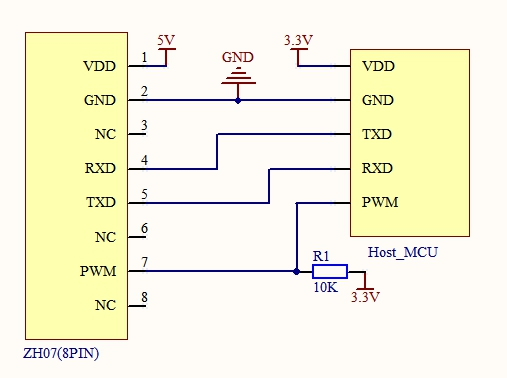 5V
GND
3.3V
VDD 1
GND 2
NC 3
RXD 4
TXD 5
NC 6
PWM 7
NC 8
ZH07(8PIN)
VDD
GND
TXD
RXD
PWM
Host_MCU
R1
10K
3.3V